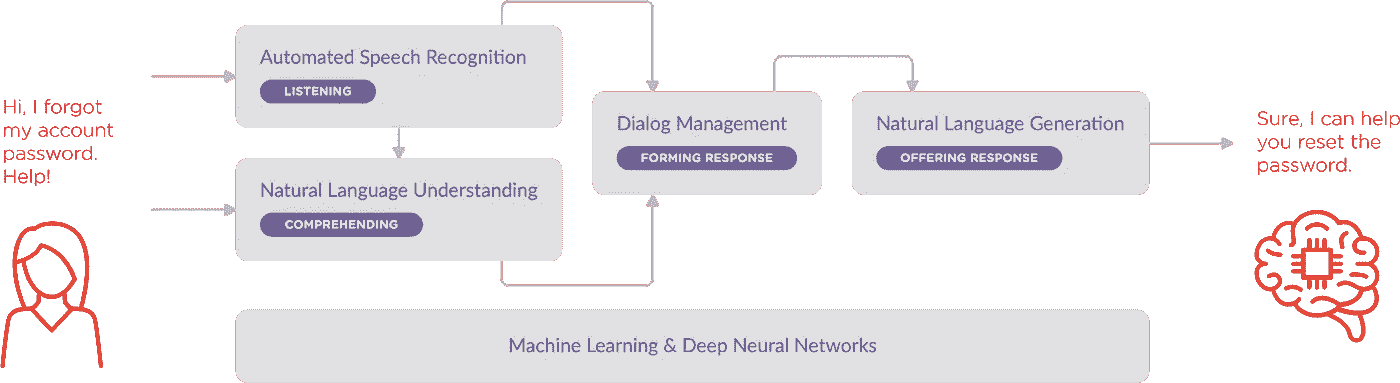 Hi, I forgot
my account
password.
Help!
Automated Speech Recognition
LISTENING
Natural Language Understanding
COMPREHENDING
Dialog Management
FORMING RESPONSE
Natural Language Generation
OFFERING RESPONSE
Sure, I can help
you reset the
password.
Machine Learning & Deep Neural Networks